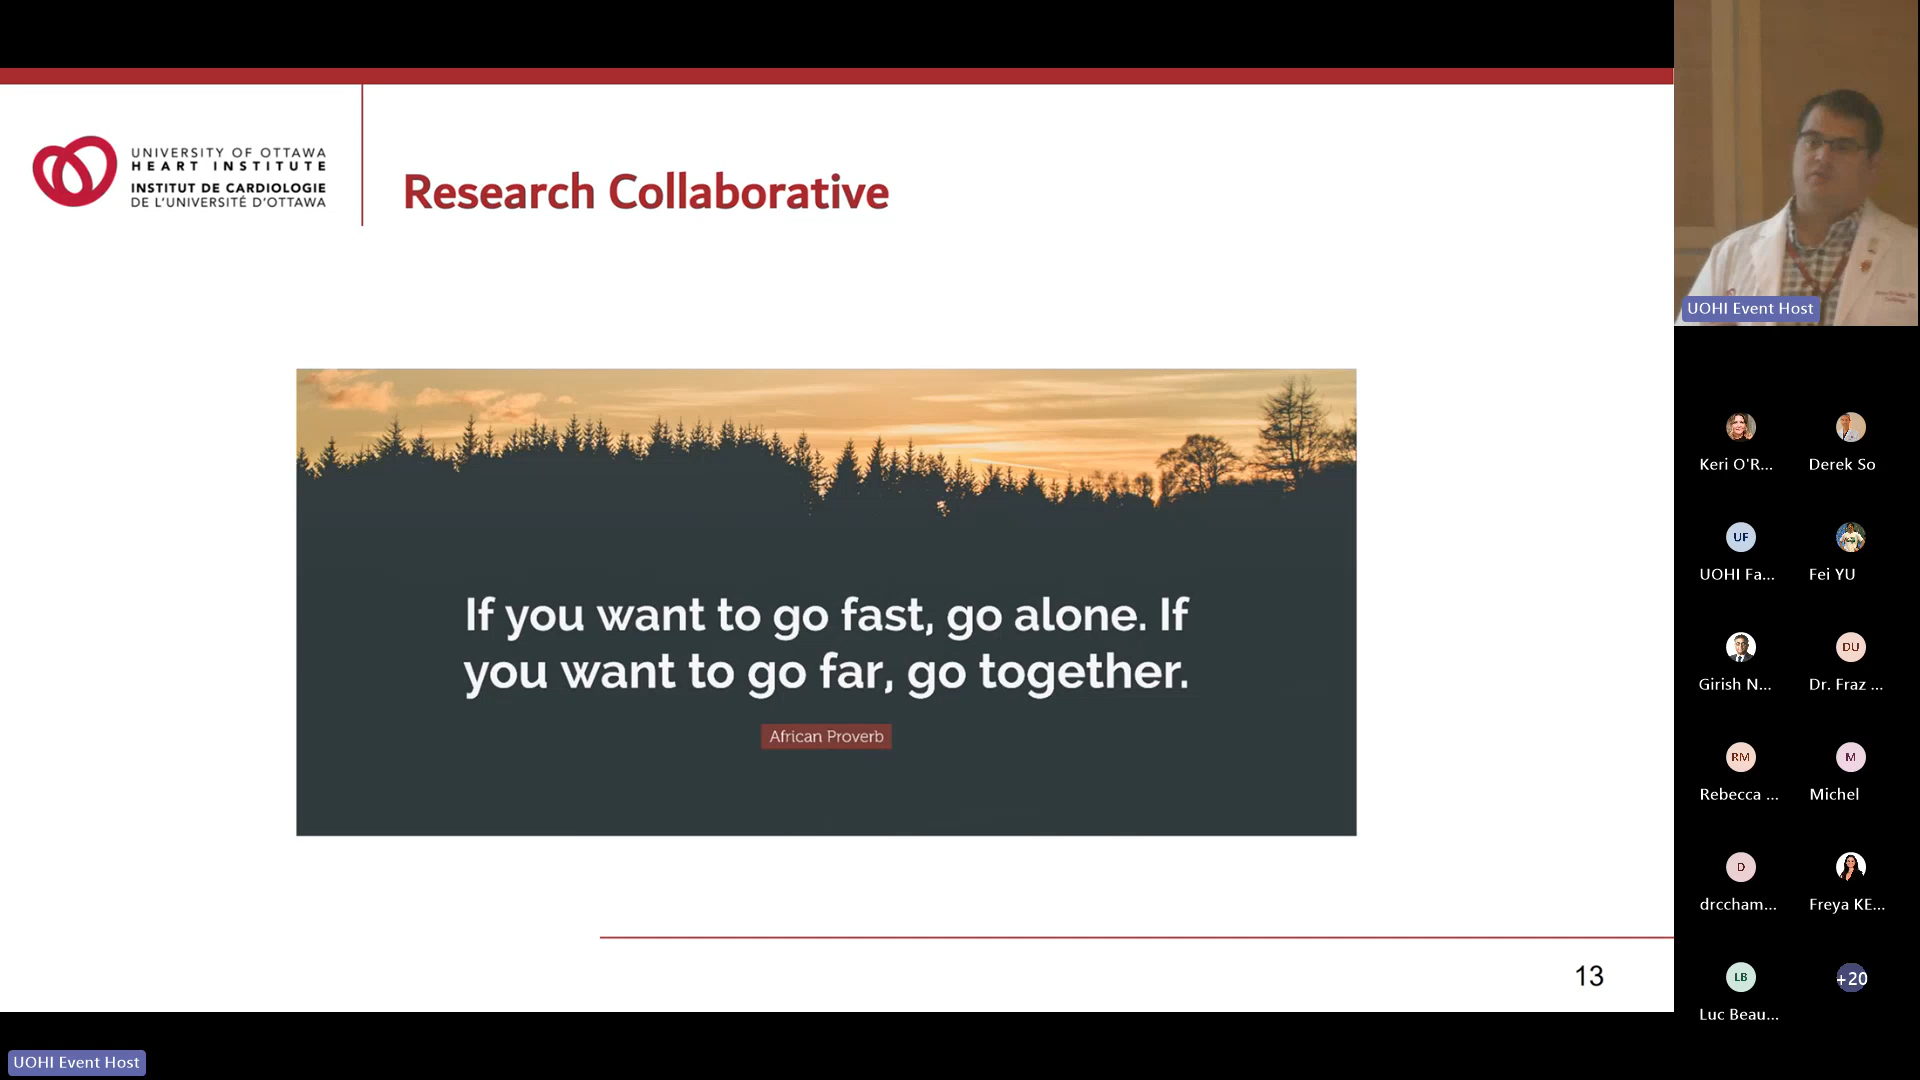 UNIVERSITY OF OTTAWA
HEART INSTITUTE
INSTITUT DE CARDIOLOGIE
DE L'UNIVERSITÉ D'OTTAWA
Research Collaborative
If you want to go fast, go alone. If
you want to go far, go together.
African Proverb
13
UOHI Event Host
Keri O'R...
Derek So
UF
UOHI Fa...
Fei YU
Girish N...
DU
Dr. Fraz ...
RM
Rebecca ...
M
Michel
D
drccham...
Freya KE...
LB
Luc Beau...
+20
UOHI Event Host